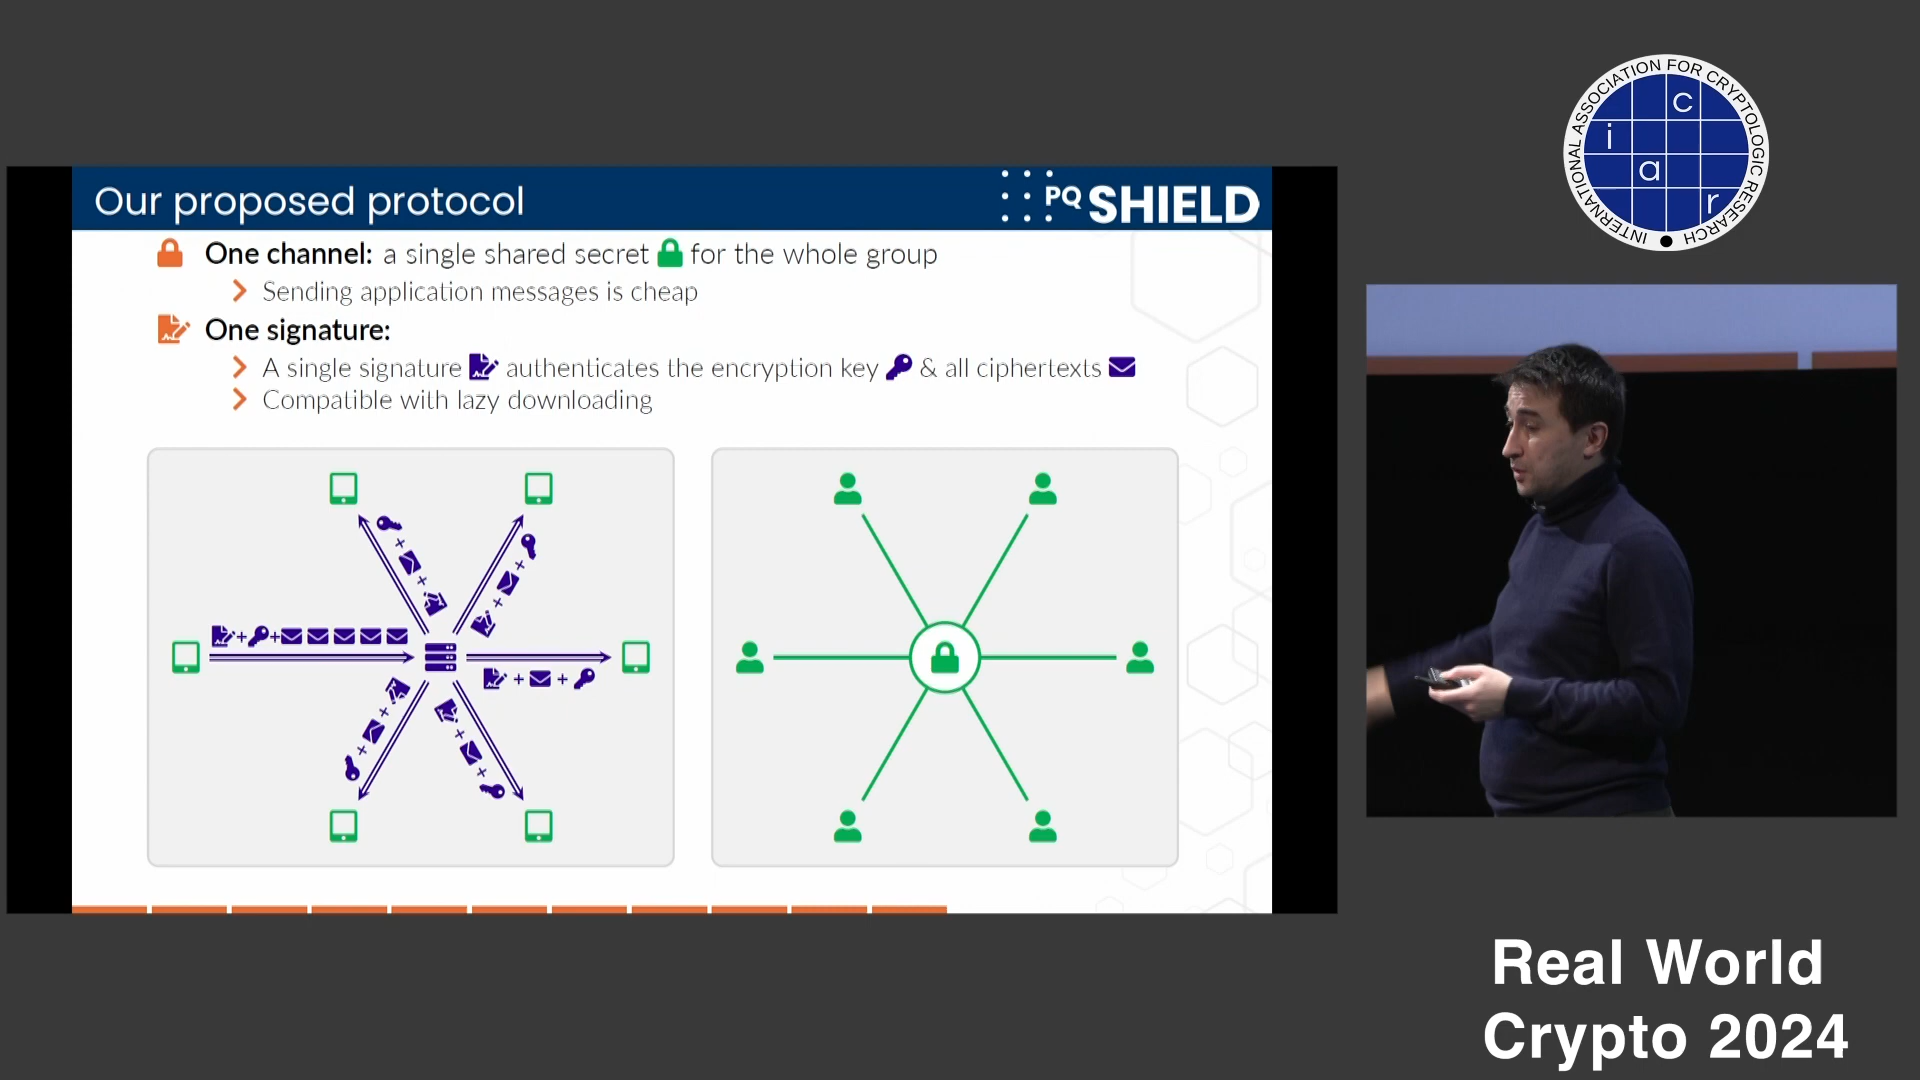 Our proposed protocol
PQ SHIELD
One channel: a single shared secret for the whole group
Sending application messages is cheap
One signature:
A single signature authenticates the encryption key & all ciphertexts
Compatible with lazy downloading
+ +
+ +
+ +
+ +
+ +
+ +
INTERNATIONAL ASSOCIATION FOR CRYPTOLOGIC RESEARCH
c
i
a
r
Real World
Crypto 2024